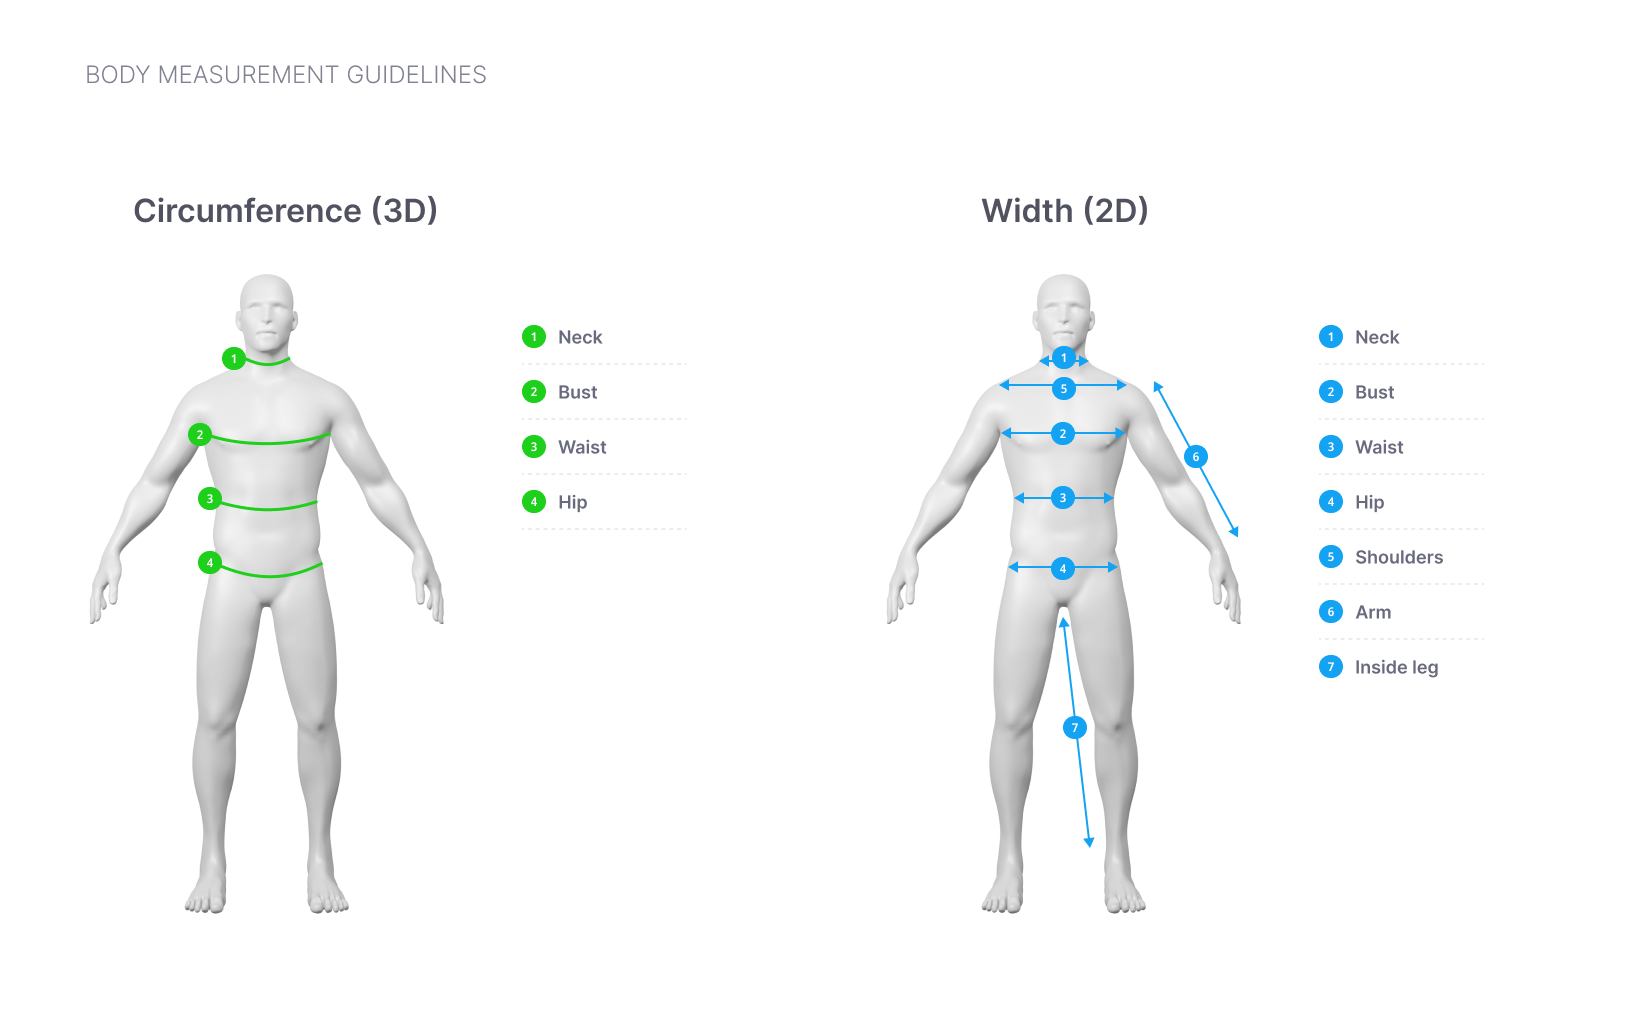 BODY MEASUREMENT GUIDELINES
Circumference (3D)
1
2
3
4
1 Neck
2 Bust
3 Waist
4 Hip
Width (2D)
1
5
2
6
3
4
7
1 Neck
2 Bust
3 Waist
4 Hip
5 Shoulders
6 Arm
7 Inside leg